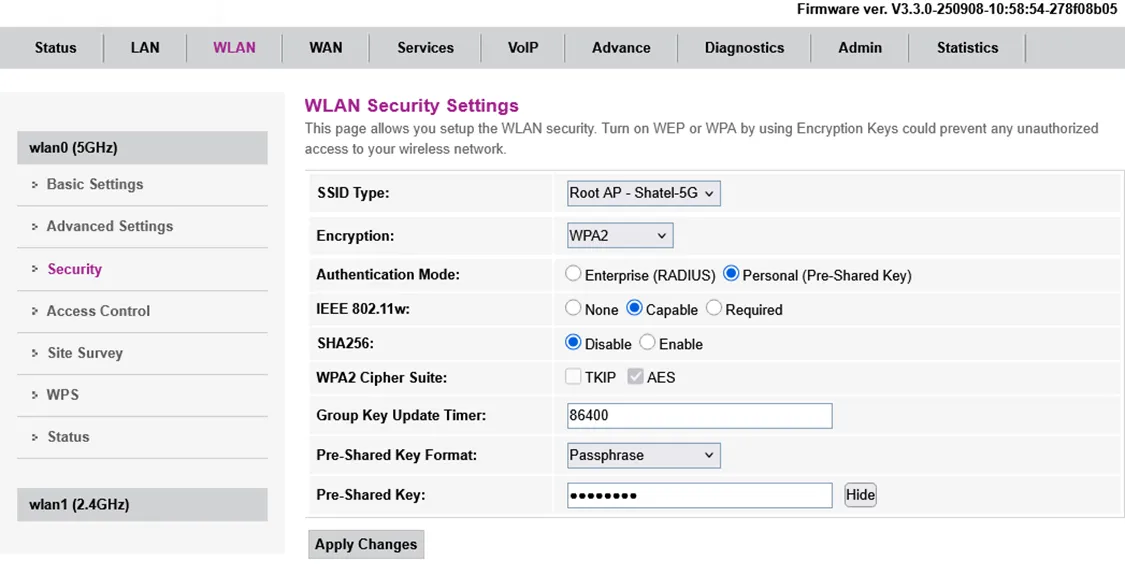 Firmware ver. V3.3.0-250908-10:58:54-278f08b05
Status LAN WLAN WAN Services VoIP Advance Diagnostics Admin Statistics
wlan0 (5GHz)
Basic Settings
Advanced Settings
Security
Access Control
Site Survey
WPS
Status
wlan1 (2.4GHz)
WLAN Security Settings
This page allows you setup the WLAN security. Turn on WEP or WPA by using Encryption Keys could prevent any unauthorized
access to your wireless network.
SSID Type: Root AP - Shatel-5G
Encryption: WPA2
Authentication Mode: Enterprise (RADIUS) Personal (Pre-Shared Key)
IEEE 802.11w: None Capable Required
SHA256: Disable Enable
WPA2 Cipher Suite: TKIP AES
Group Key Update Timer: 86400
Pre-Shared Key Format: Passphrase
Pre-Shared Key: •••••••• Hide
Apply Changes